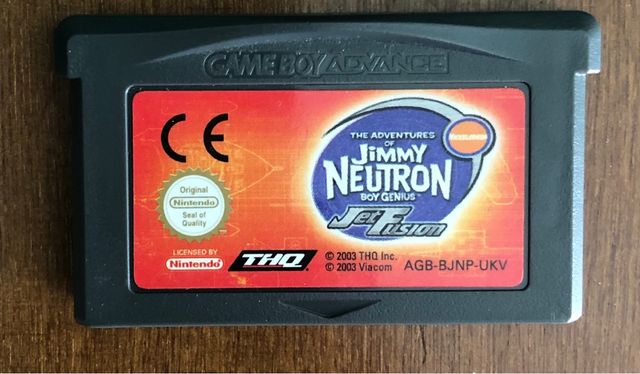 GAME BOY ADVANCE
CE
THE ADVENTURES OF
NICKELODEON
JIMMY
NEUTRON
BOY GENIUS
Jet Fusion
Original
Nintendo
Seal of
Quality
LICENSED BY
Nintendo
THQ
© 2003 THQ Inc.
© 2003 Viacom
AGB-BJNP-UKV